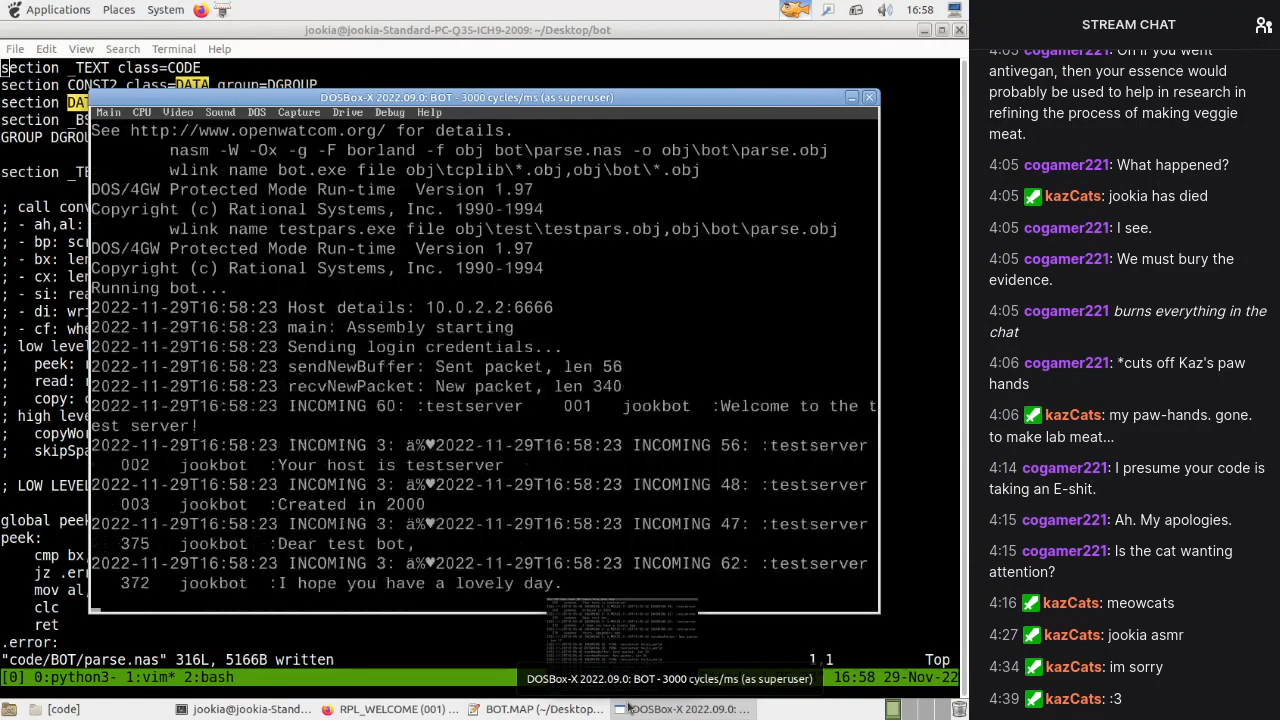 Applications Places System 16:58
jookia@jookia-Standard-PC-Q35-ICH9-2009: ~/Desktop/bot
File Edit View Search Terminal Help
section _TEXT class=CODE
section CONST2 class=DATA group=DGROUP
section DAT
section _BS
GROUP DGRO
section _TE
; call conv
; - ah,al:
; - bp: scr
; - bx: len
; - cx: len
; - si: rea
; - di: wri
; - cf: whe
; low level
; peek: r
; read: r
; copy: c
; high leve
; copyWo
; skipSpa
; LOW LEVEL
global peek
peek:
cmp bx,
jz .err
mov al,
clc
ret
.error:
"code/BOT/parse.nas" 316L, 5166B written 1,1 Top
[0] 0:python3- 1:vim* 2:bash 16:58 29-Nov-22
DOSBox-X 2022.09.0: BOT - 3000 cycles/ms (as superuser)
Main CPU Video Sound DOS Capture Drive Debug Help
See http://www.openwatcom.org/ for details.
nasm -W -Ox -g -F borland -f obj bot\parse.nas -o obj\bot\parse.obj
wlink name bot.exe file obj\tcplib\*.obj,obj\bot\*.obj
DOS/4GW Protected Mode Run-time Version 1.97
Copyright (c) Rational Systems, Inc. 1990-1994
wlink name testpars.exe file obj\test\testpars.obj,obj\bot\parse.obj
DOS/4GW Protected Mode Run-time Version 1.97
Copyright (c) Rational Systems, Inc. 1990-1994
Running bot...
2022-11-29T16:58:23 Host details: 10.0.2.2:6666
2022-11-29T16:58:23 main: Assembly starting
2022-11-29T16:58:23 Sending login credentials...
2022-11-29T16:58:23 sendNewBuffer: Sent packet, len 56
2022-11-29T16:58:23 recvNewPacket: New packet, len 340
2022-11-29T16:58:23 INCOMING 60: :testserver 001 jookbot :Welcome to the t
est server!
2022-11-29T16:58:23 INCOMING 3: ä%♥2022-11-29T16:58:23 INCOMING 56: :testserver
002 jookbot :Your host is testserver
2022-11-29T16:58:23 INCOMING 3: ä%♥2022-11-29T16:58:23 INCOMING 48: :testserver
003 jookbot :Created in 2000
2022-11-29T16:58:23 INCOMING 3: ä%♥2022-11-29T16:58:23 INCOMING 47: :testserver
375 jookbot :Dear test bot,
2022-11-29T16:58:23 INCOMING 3: ä%♥2022-11-29T16:58:23 INCOMING 62: :testserver
372 jookbot :I hope you have a lovely day.
DOSBox-X 2022.09.0: BOT - 3000 cycles/ms (as superuser)
[code] jookia@jookia-Standa... RPL_WELCOME (001) ... BOT.MAP (~/Desktop... DOSBox-X 2022.09.0: ...
STREAM CHAT
4:05 cogamer221: Oh if you went
antivegan, then your essence would
probably be used to help in research in
refining the process of making veggie
meat.
4:05 cogamer221: What happened?
4:05 kazCats: jookia has died
4:05 cogamer221: I see.
4:05 cogamer221: We must bury the
evidence.
4:05 cogamer221 burns everything in the
chat
4:06 cogamer221: *cuts off Kaz's paw
hands
4:06 kazCats: my paw-hands. gone.
to make lab meat...
4:14 cogamer221: I presume your code is
taking an E-shit.
4:15 cogamer221: Ah. My apologies.
4:15 cogamer221: Is the cat wanting
attention?
4:16 kazCats: meowcats
4:27 kazCats: jookia asmr
4:34 kazCats: im sorry
4:39 kazCats: :3